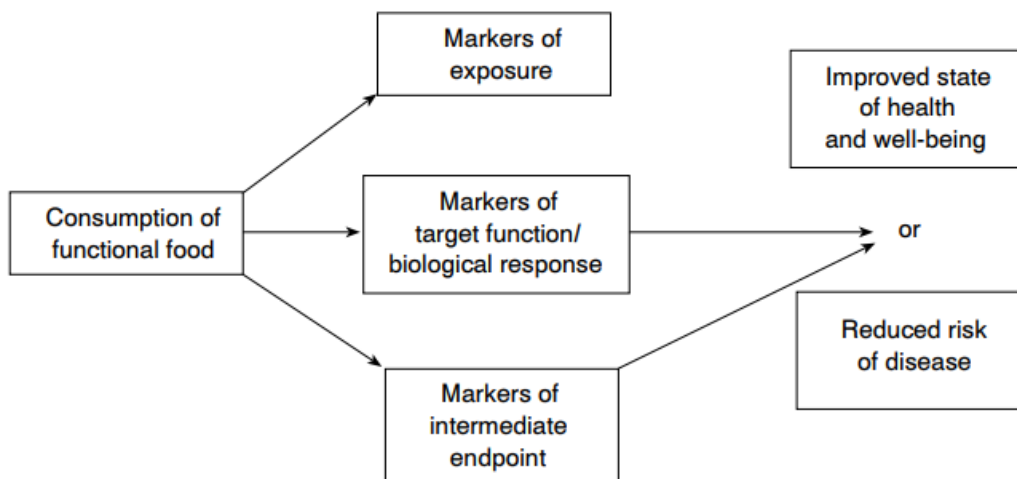 Markers of
exposure
Improved state
of health
and well-being
Consumption of
functional food
Markers of
target function/
biological response
or
Reduced risk
of disease
Markers of
intermediate
endpoint